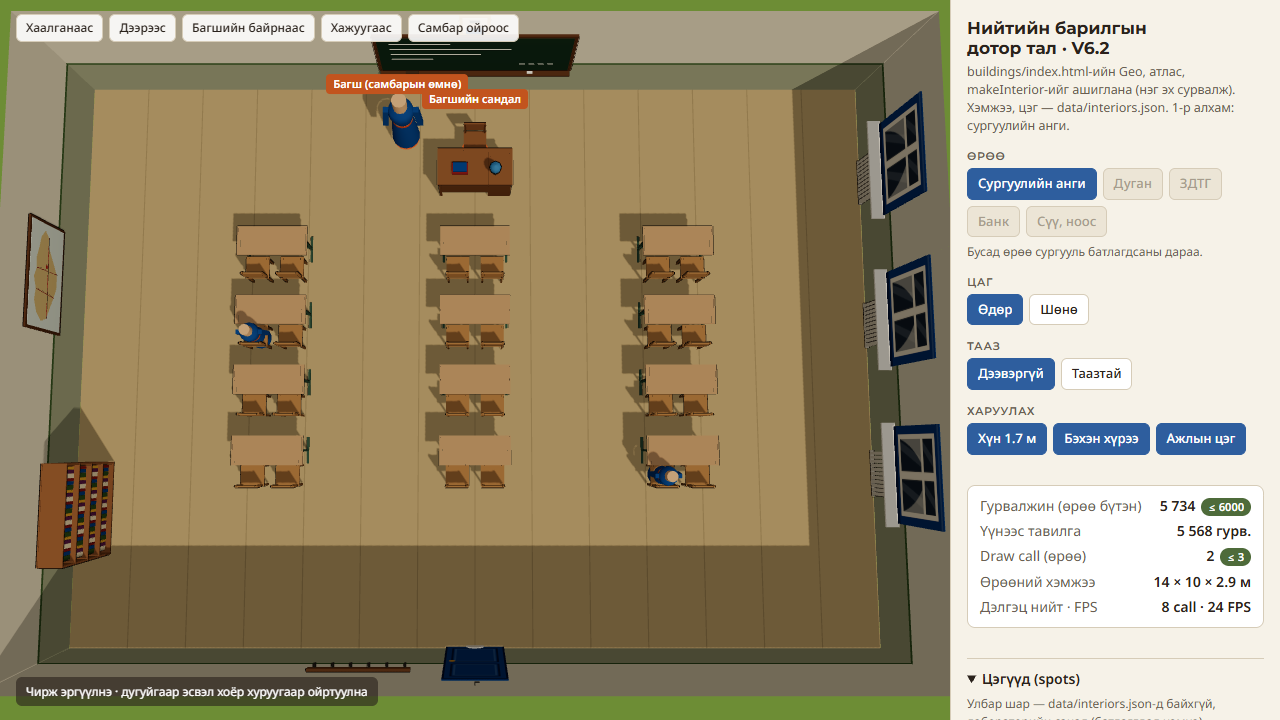 Хаалганаас
Дээрээс
Багшийн байрнаас
Хажуугаас
Самбар ойроос
Багш (самбарын өмнө)
Багшийн сандал
Чирж эргүүлнэ · дугуйгаар эсвэл хоёр хуруугаар ойртуулна
Нийтийн барилгын
дотор тал · V6.2
buildings/index.html-ийн Geo, атлас,
makeInterior-ийг ашиглана (нэг эх сурвалж).
Хэмжээ, цэг — data/interiors.json. 1-р алхам:
сургуулийн анги.
ӨРӨӨ
Сургуулийн анги
Дуган
ЗДТГ
Банк
Сүү, ноос
Бусад өрөө сургууль батлагдсаны дараа.
ЦАГ
Өдөр
Шөнө
ТААЗ
Дээвэргүй
Таазтай
ХАРУУЛАХ
Хүн 1.7 м
Бэхэн хүрээ
Ажлын цэг
Гурвалжин (өрөө бүтэн) 5 734 ≤ 6000
Үүнээс тавилга 5 568 гурв.
Draw call (өрөө) 2 ≤ 3
Өрөөний хэмжээ 14 × 10 × 2.9 м
Дэлгэц нийт · FPS 8 call · 24 FPS
▼ Цэгүүд (spots)
Улбар шар — data/interiors.json-д байхгүй,